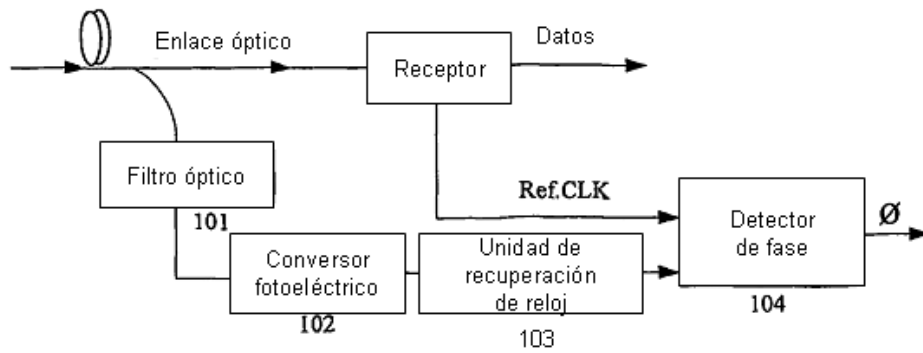 Enlace óptico
Datos
Receptor
Filtro óptico
101
Ref.CLK
Detector
de fase
Ø
Conversor
fotoeléctrico
102
Unidad de
recuperación
de reloj
103
104